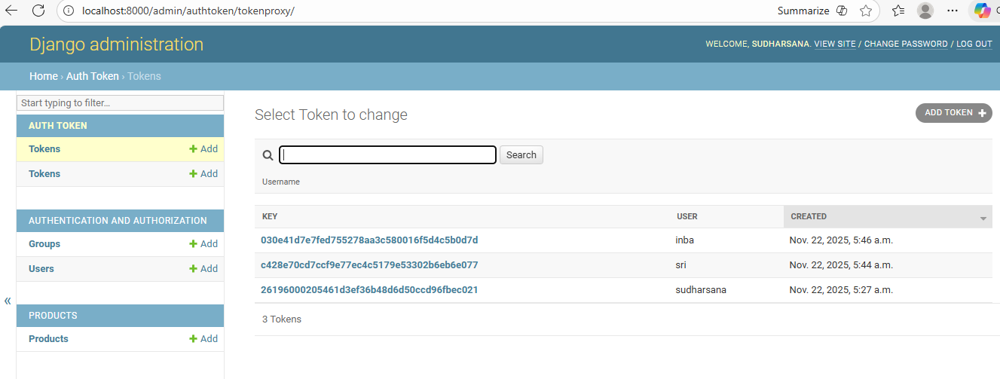 localhost:8000/admin/authtoken/tokenproxy/ Summarize
Django administration
WELCOME, SUDHARSANA. VIEW SITE / CHANGE PASSWORD / LOG OUT
Home › Auth Token › Tokens
Start typing to filter...
AUTH TOKEN
Tokens + Add
Tokens + Add
AUTHENTICATION AND AUTHORIZATION
Groups + Add
Users + Add
«
PRODUCTS
Products + Add
Select Token to change
ADD TOKEN +
Search
Username
KEY USER CREATED
030e41d7e7fed755278aa3c580016f5d4c5b0d7d inba Nov. 22, 2025, 5:46 a.m.
c428e70cd7ccf9e77ec4c5179e53302b6eb6e077 sri Nov. 22, 2025, 5:44 a.m.
26196000205461d3ef36b48d6d50ccd96fbec021 sudharsana Nov. 22, 2025, 5:27 a.m.
3 Tokens